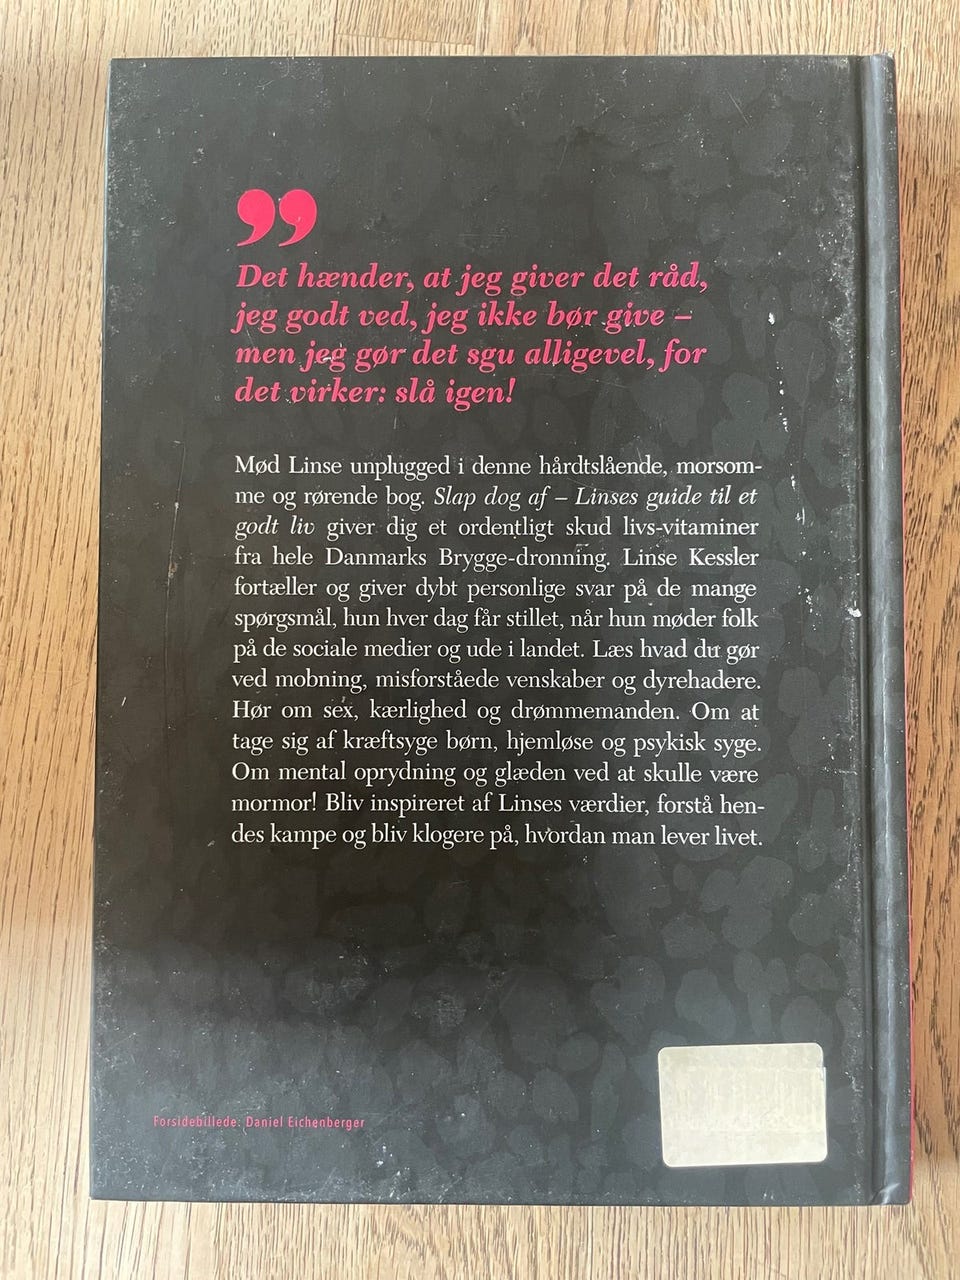 ”
Det hænder, at jeg giver det råd,
jeg godt ved, jeg ikke bør give –
men jeg gør det sgu alligevel, for
det virker: slå igen!
Mød Linse unplugged i denne hårdtslående, morsom-
me og rørende bog. Slap dog af – Linses guide til et
godt liv giver dig et ordentligt skud livs-vitaminer
fra hele Danmarks Brygge-dronning. Linse Kessler
fortæller og giver dybt personlige svar på de mange
spørgsmål, hun hver dag får stillet, når hun møder folk
på de sociale medier og ude i landet. Læs hvad du gør
ved mobning, misforståede venskaber og dyrehadere.
Hør om sex, kærlighed og drømmemanden. Om at
tage sig af kræftsyge børn, hjemløse og psykisk syge.
Om mental oprydning og glæden ved at skulle være
mormor! Bliv inspireret af Linses værdier, forstå hen-
des kampe og bliv klogere på, hvordan man lever livet.
Forsidebillede: Daniel Eichenberger